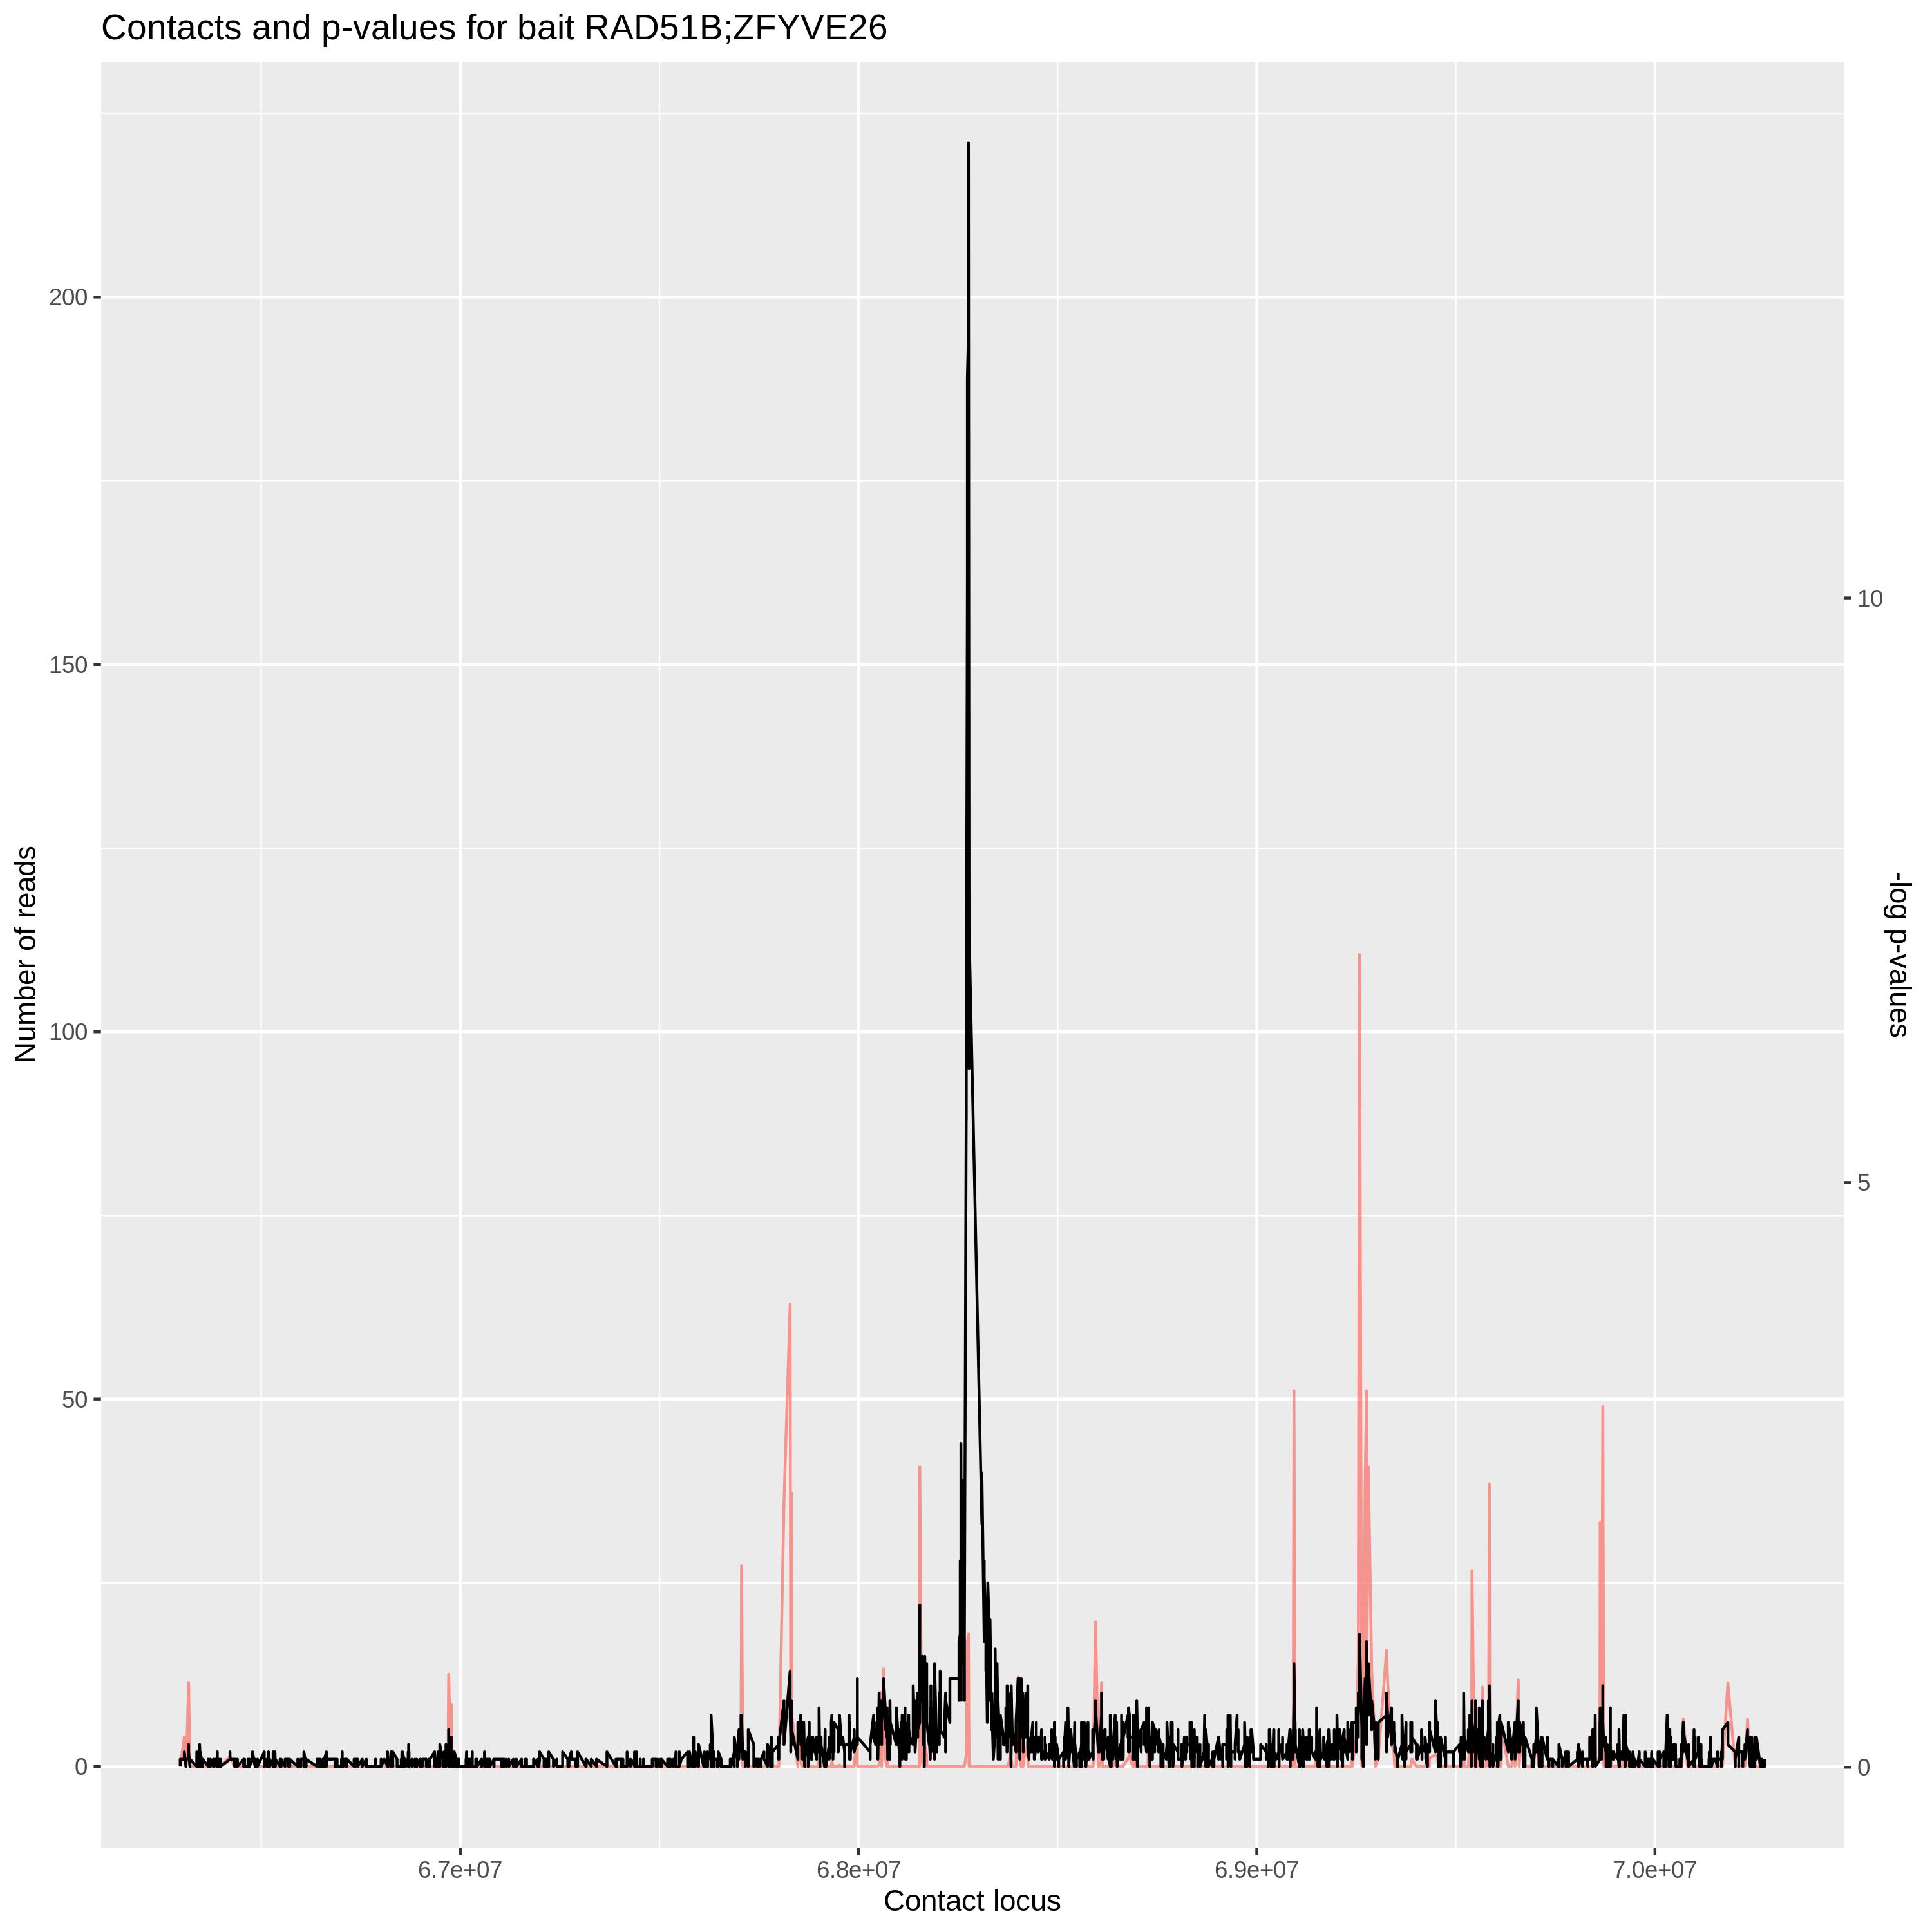 Contacts and p-values for bait RAD51B;ZFYVE26
Number of reads
200
150
100
50
0
10
5
0
-log p-values
6.7e+07 6.8e+07 6.9e+07 7.0e+07
Contact locus